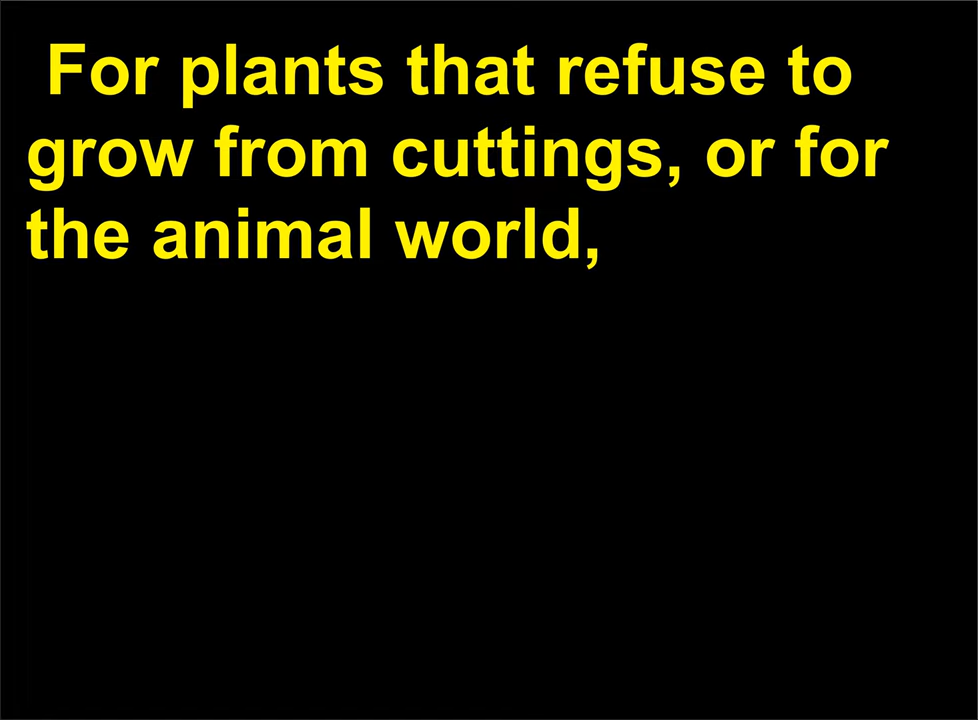 For plants that refuse to
grow from cuttings, or for
the animal world,